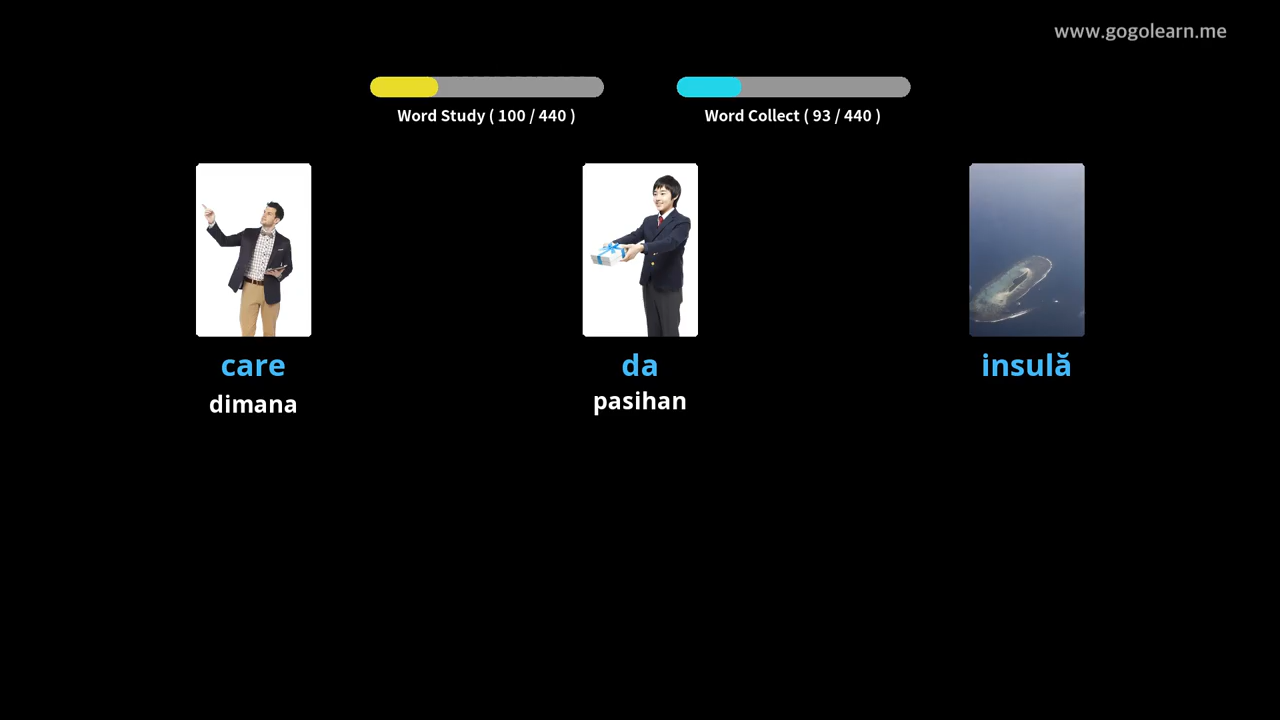 www.gogolearn.me
Word Study ( 100 / 440 )
Word Collect ( 93 / 440 )
care
da
insulă
dimana
pasihan